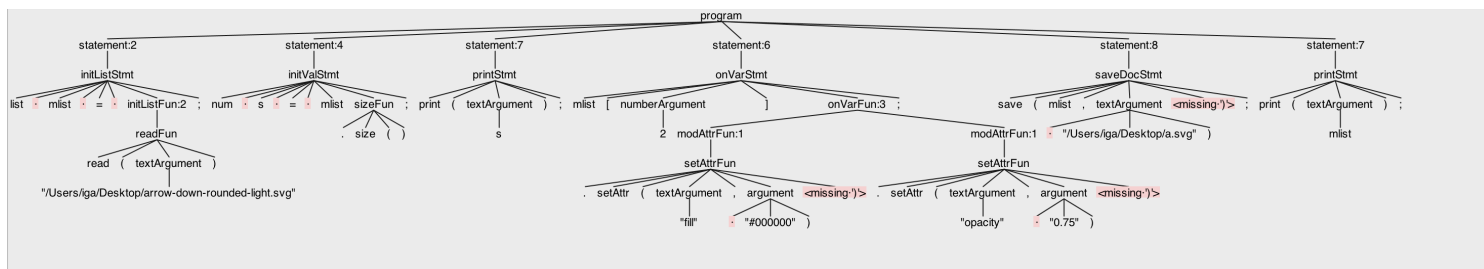 program
statement:2 statement:4 statement:7 statement:6 statement:8 statement:7
initListStmt initValStmt printStmt onVarStmt saveDocStmt printStmt
list · mlist · = · initListFun:2 ; num · s · = · mlist sizeFun ; print ( textArgument ) ; mlist [ numberArgument ] onVarFun:3 ; save ( mlist , textArgument <missing·')'> ; print ( textArgument ) ;
readFun . size ( ) s 2 modAttrFun:1 modAttrFun:1 · "/Users/iga/Desktop/a.svg" ) mlist
read ( textArgument ) setAttrFun setAttrFun
"/Users/iga/Desktop/arrow-down-rounded-light.svg" . setAttr ( textArgument , argument <missing·')'> . setAttr ( textArgument , argument <missing·')'>
"fill" · "#000000" ) "opacity" · "0.75" )